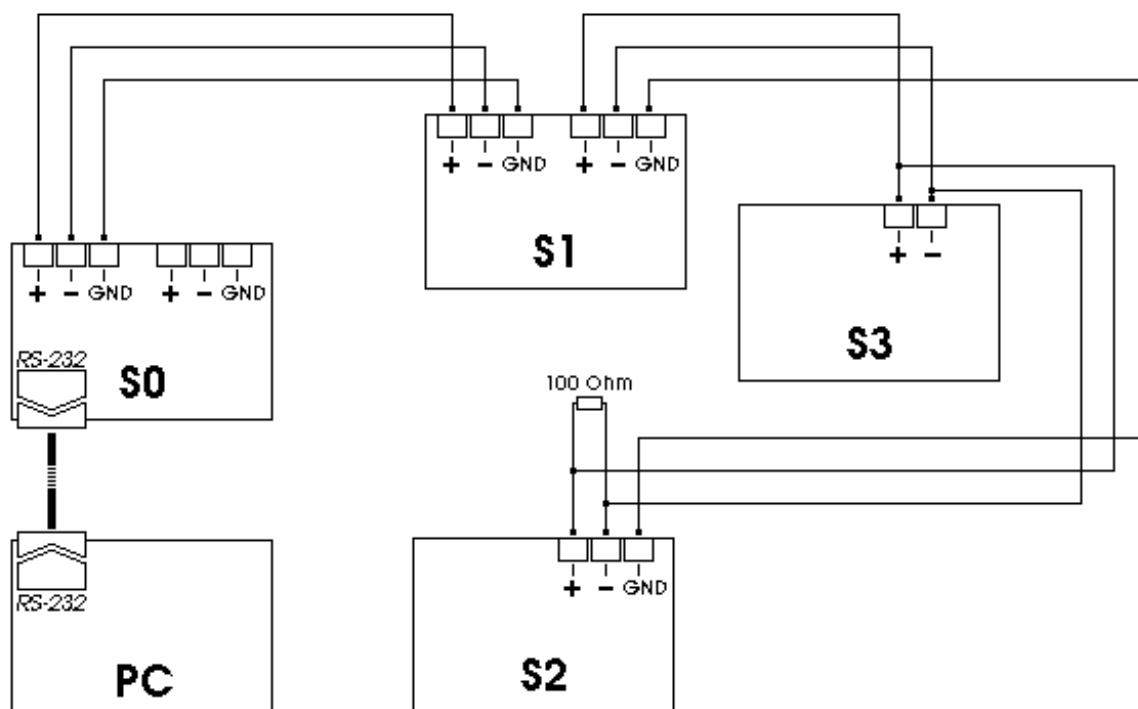 + − GND + − GND
S1
+ −
S3
+ − GND + − GND
RS-232
S0
100 Ohm
+ − GND
S2
RS-232
PC